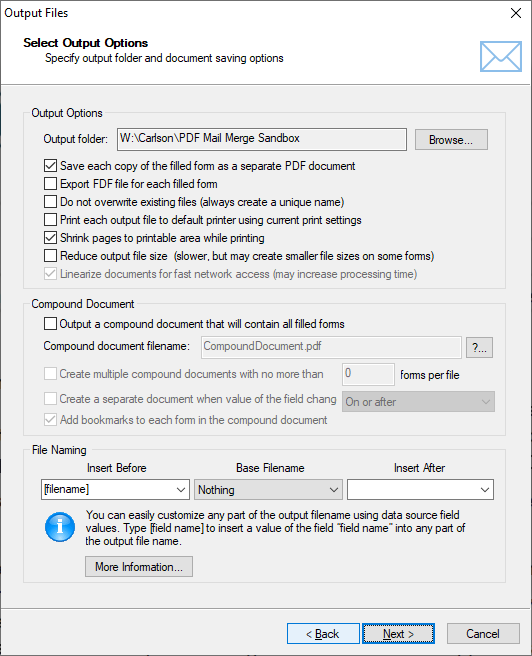 Output Files
Select Output Options
Specify output folder and document saving options
Output Options
Output folder: W:\Carlson\PDF Mail Merge Sandbox Browse...
Save each copy of the filled form as a separate PDF document
Export FDF file for each filled form
Do not overwrite existing files (always create a unique name)
Print each output file to default printer using current print settings
Shrink pages to printable area while printing
Reduce output file size (slower, but may create smaller file sizes on some forms)
Linearize documents for fast network access (may increase processing time)
Compound Document
Output a compound document that will contain all filled forms
Compound document filename: CompoundDocument.pdf ?...
Create multiple compound documents with no more than 0 forms per file
Create a separate document when value of the field chang On or after
Add bookmarks to each form in the compound document
File Naming
Insert Before Base Filename Insert After
[filename] Nothing
You can easily customize any part of the output filename using data source field
values. Type [field name] to insert a value of the field "field name" into any part of
the output file name.
More Information...
< Back Next > Cancel